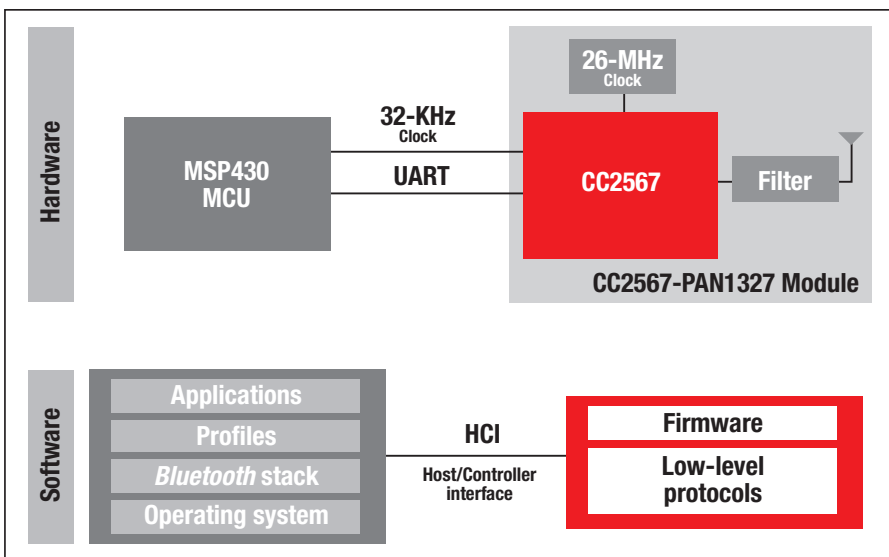 Hardware
MSP430
MCU
32-KHz
Clock
UART
26-MHz
Clock
CC2567
Filter
CC2567-PAN1327 Module
Software
Applications
Profiles
Bluetooth stack
Operating system
HCI
Host/Controller
interface
Firmware
Low-level
protocols